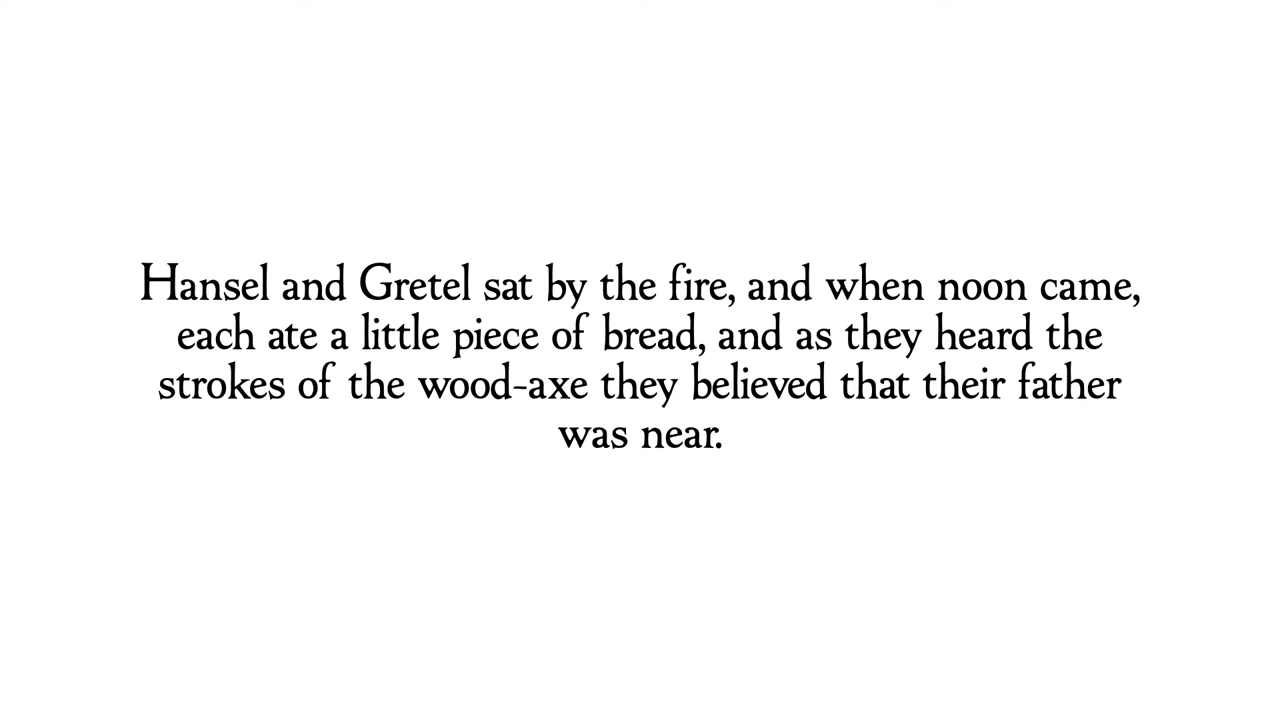 Hansel and Gretel sat by the fire, and when noon came,
each ate a little piece of bread, and as they heard the
strokes of the wood-axe they believed that their father
was near.